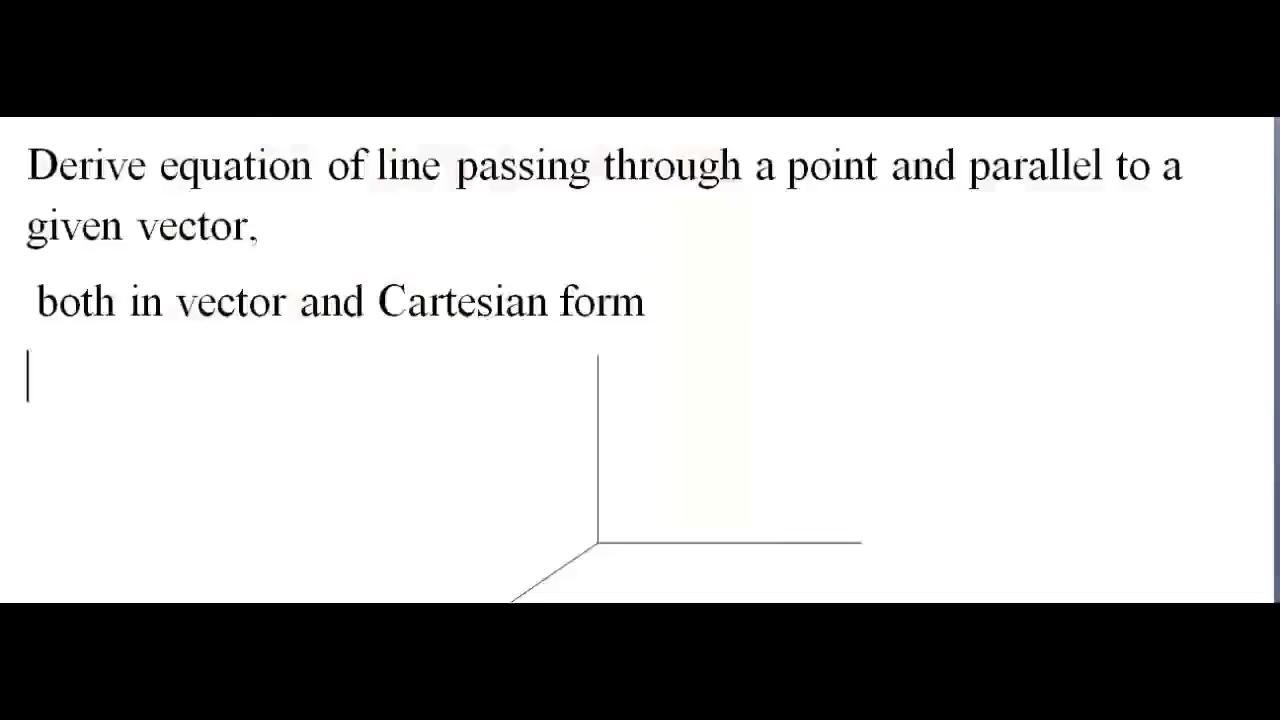 Derive equation of line passing through a point and parallel to a
given vector,
both in vector and Cartesian form